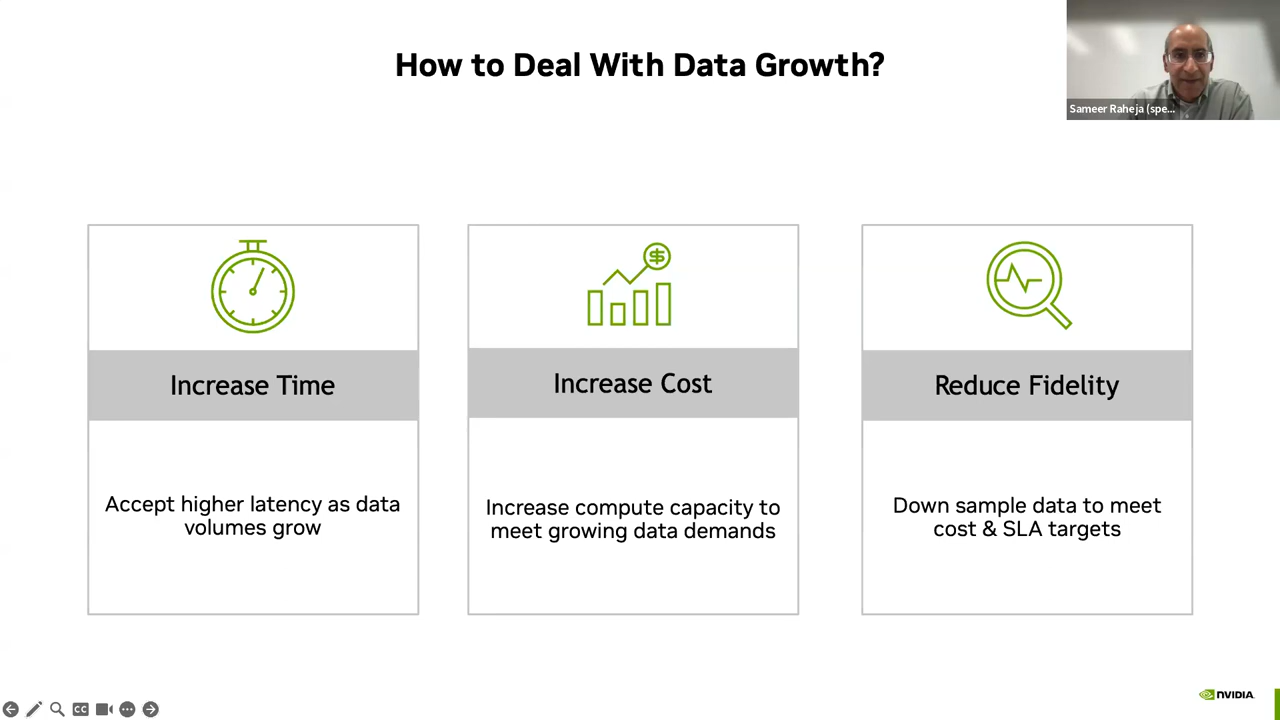 How to Deal With Data Growth?
Sameer Raheja (spe...
$
Increase Time
Increase Cost
Reduce Fidelity
Accept higher latency as data
volumes grow
Increase compute capacity to
meet growing data demands
Down sample data to meet
cost & SLA targets
CC
NVIDIA.